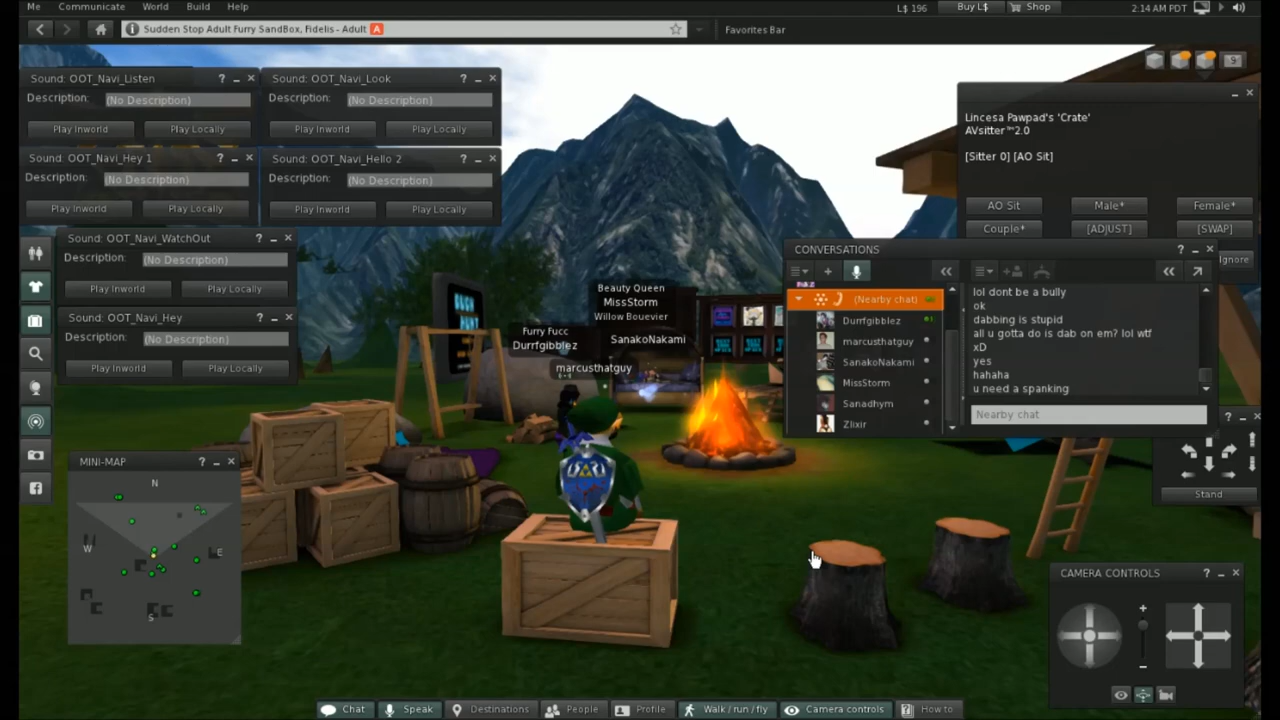 Me Communicate World Build Help
L$ 196 Buy L$ Shop 2:14 AM PDT
Sudden Stop Adult Furry SandBox, Fidelis - Adult A
Favorites Bar
9
Sound: OOT_Navi_Listen ?
Description: (No Description)
Play Inworld Play Locally
Sound: OOT_Navi_Look ?
Description: (No Description)
Play Inworld Play Locally
Sound: OOT_Navi_Hey 1 ?
Description: (No Description)
Play Inworld Play Locally
Sound: OOT_Navi_Hello 2 ?
Description: (No Description)
Play Inworld Play Locally
Sound: OOT_Navi_WatchOut ?
Description: (No Description)
Play Inworld Play Locally
Sound: OOT_Navi_Hey ?
Description: (No Description)
Play Inworld Play Locally
Lincesa Pawpad's 'Crate'
AVsitter™2.0
[Sitter 0] [AO Sit]
AO Sit Male* Female*
Couple* [ADJUST] [SWAP]
Ignore
Beauty Queen
MissStorm
Willow Bouevier
Furry Fucc
Durrfgibblez
SanakoNakami
marcusthatguy
CONVERSATIONS ?
(Nearby chat)
Durrfgibblez
marcusthatguy
SanakoNakami
MissStorm
Sanadhym
Zlixir
lol dont be a bully
ok
dabbing is stupid
all u gotta do is dab on em? lol wtf
xD
yes
hahaha
u need a spanking
Nearby chat
?
Stand
MINI-MAP ?
N
W E
S
CAMERA CONTROLS ?
Chat Speak Destinations People Profile Walk / run / fly Camera controls How to